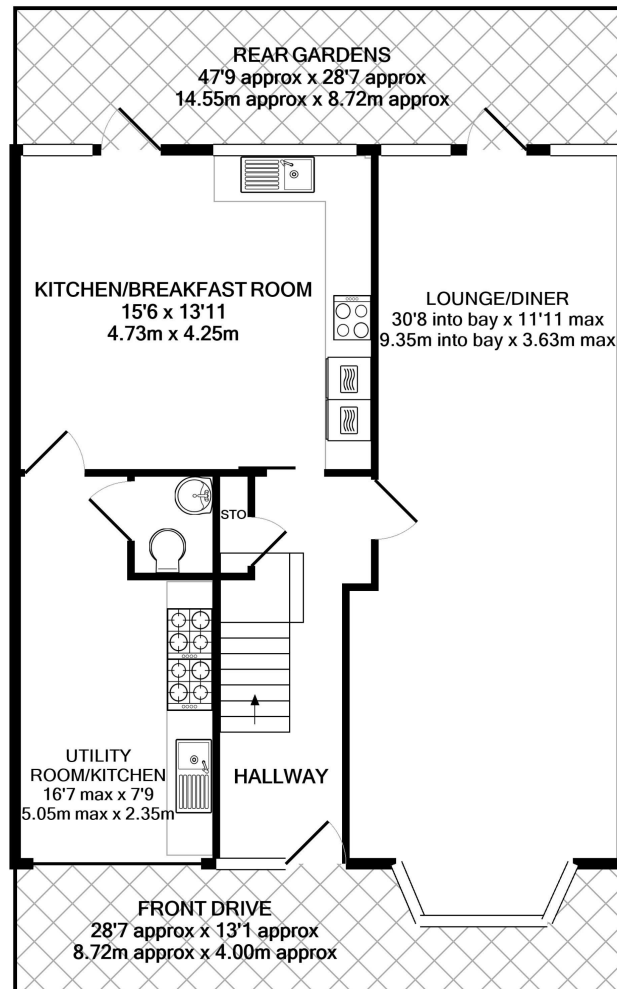 REAR GARDENS
47'9 approx x 28'7 approx
14.55m approx x 8.72m approx
KITCHEN/BREAKFAST ROOM
15'6 x 13'11
4.73m x 4.25m
LOUNGE/DINER
30'8 into bay x 11'11 max
9.35m into bay x 3.63m max
STO
UTILITY
ROOM/KITCHEN
16'7 max x 7'9
5.05m max x 2.35m
HALLWAY
FRONT DRIVE
28'7 approx x 13'1 approx
8.72m approx x 4.00m approx